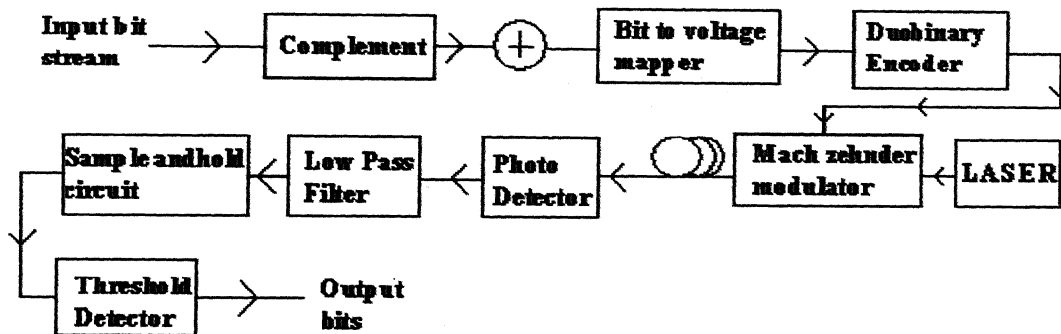 Input bit
stream
Complement
+
Bit to voltage
mapper
Duobinary
Encoder
Sample and hold
circuit
Low Pass
Filter
Photo
Detector
Mach zehnder
modulator
LASER
Threshold
Detector
Output
bits